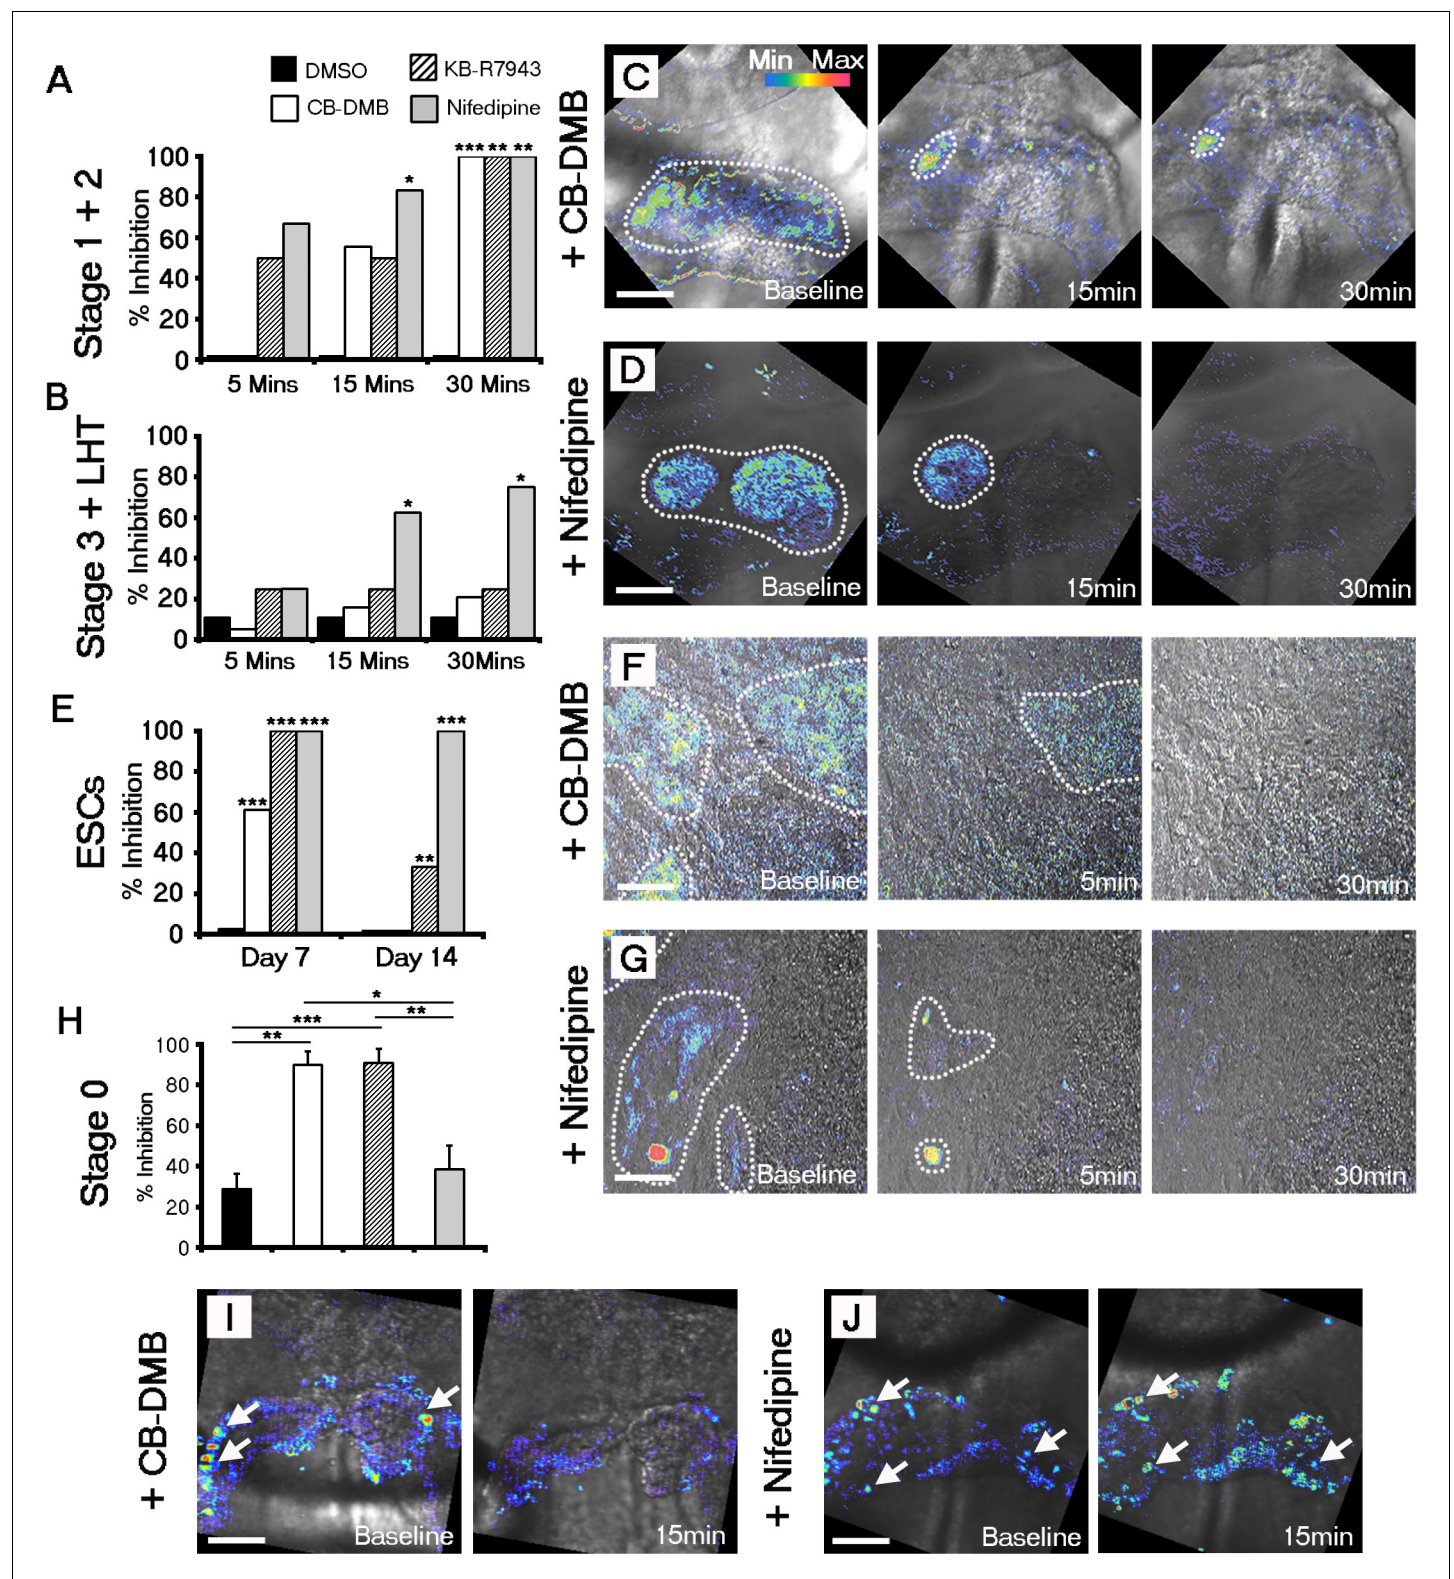 A
DMSO
KB-R7943
CB-DMB
Nifedipine
Stage 1 + 2
% Inhibition
100
80
60
40
20
0
*
*** ** **
5 Mins
15 Mins
30 Mins
B
Stage 3 + LHT
% Inhibition
100
80
60
40
20
0
*
*
5 Mins
15 Mins
30Mins
+ CB-DMB
C
Min Max
Baseline
15min
30min
+ Nifedipine
D
Baseline
15min
30min
E
ESCs
% Inhibition
100
80
60
40
20
0
***
*** ***
**
***
Day 7
Day 14
+ CB-DMB
F
Baseline
5min
30min
+ Nifedipine
G
Baseline
5min
30min
H
Stage 0
% Inhibition
100
80
60
40
20
0
*
***
**
**
+ CB-DMB
I
Baseline
15min
+ Nifedipine
J
Baseline
15min